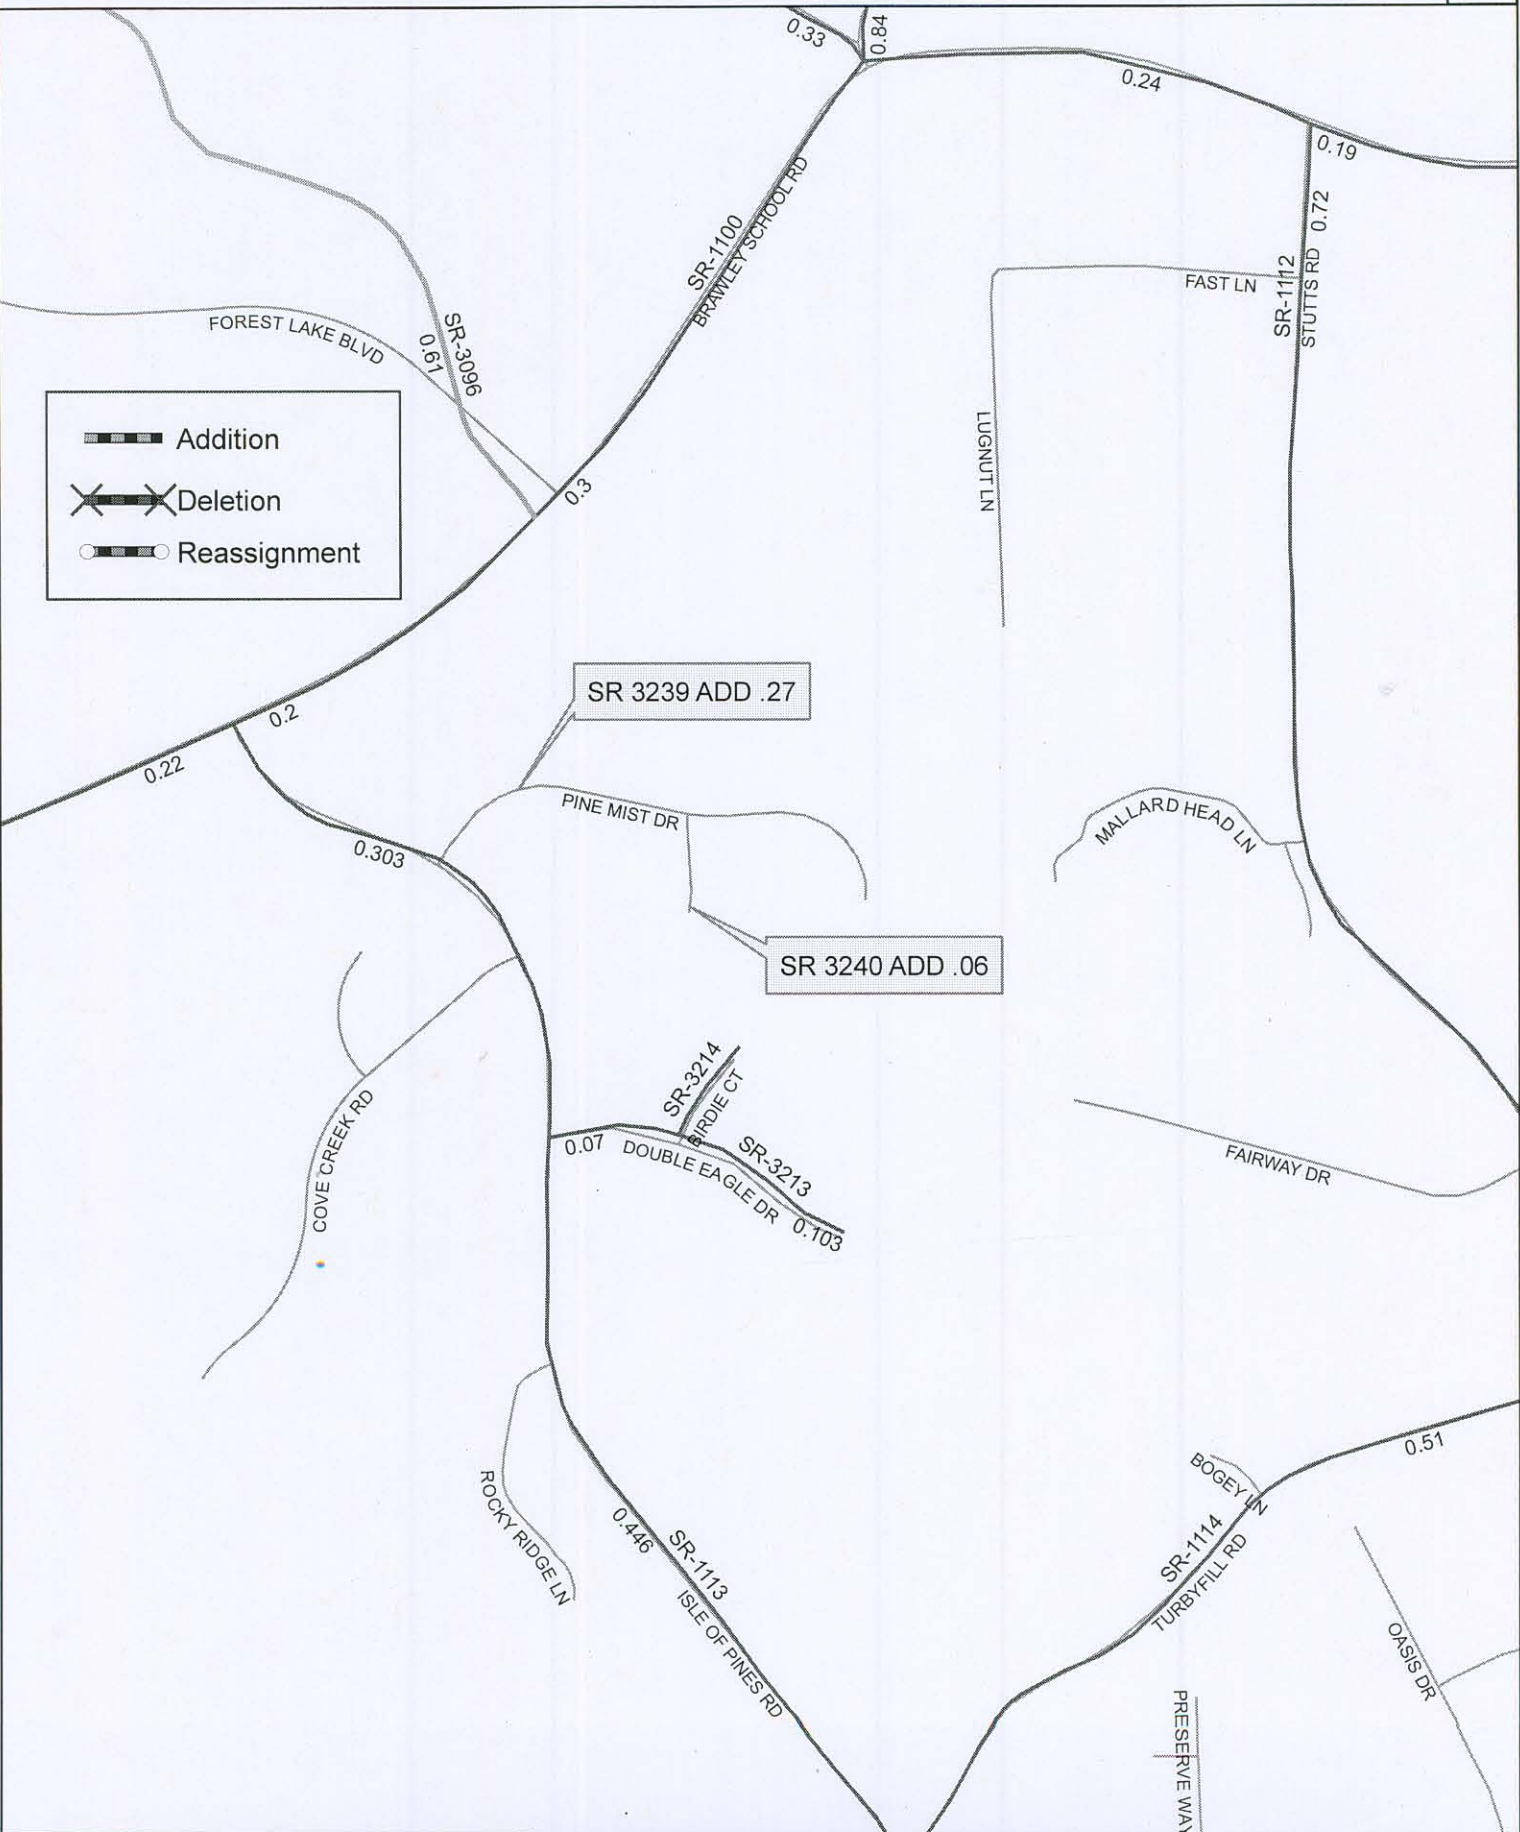 0.33
0.84
0.24
0.19
0.72
SR-1100
BRAWLEY SCHOOL RD
FAST LN
SR-1112
STUTTS RD
FOREST LAKE BLVD
0.61
SR-3096
Addition
Deletion
Reassignment
LUGNUT LN
0.3
SR 3239 ADD .27
0.2
0.22
PINE MIST DR
MALLARD HEAD LN
0.303
SR 3240 ADD .06
SR-3214
BIRDIE CT
COVE CREEK RD
0.07
DOUBLE EAGLE DR
SR-3213
0.103
FAIRWAY DR
0.51
BOGEY LN
ROCKY RIDGE LN
0.446
SR-1113
ISLE OF PINES RD
SR-1114
TURBYFILL RD
OASIS DR
PRESERVE WAY